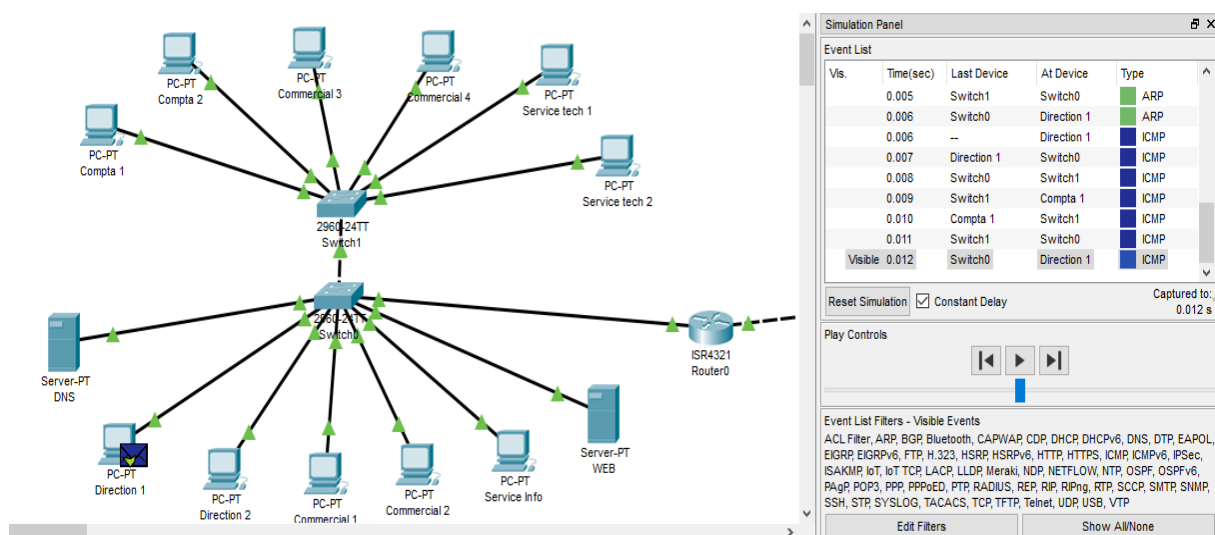 PC-PT
Compta 2
PC-PT
Commercial 3
PC-PT
Commercial 4
PC-PT
Service tech 1
PC-PT
Compta 1
PC-PT
Service tech 2
2960-24TT
Switch1
2960-24TT
Switch0
ISR4321
Router0
Server-PT
DNS
Server-PT
WEB
PC-PT
Direction 1
PC-PT
Direction 2
PC-PT
Commercial 1
PC-PT
Commercial 2
PC-PT
Service Info
Simulation Panel
Event List
Vis. Time(sec) Last Device At Device Type
0.005 Switch1 Switch0 ARP
0.006 Switch0 Direction 1 ARP
0.006 -- Direction 1 ICMP
0.007 Direction 1 Switch0 ICMP
0.008 Switch0 Switch1 ICMP
0.009 Switch1 Compta 1 ICMP
0.010 Compta 1 Switch1 ICMP
0.011 Switch1 Switch0 ICMP
Visible 0.012 Switch0 Direction 1 ICMP
Reset Simulation Constant Delay
Captured to:
0.012 s
Play Controls
Event List Filters - Visible Events
ACL Filter, ARP, BGP, Bluetooth, CAPWAP, CDP, DHCP, DHCPv6, DNS, DTP, EAPOL,
EIGRP, EIGRPv6, FTP, H.323, HSRP, HSRPv6, HTTP, HTTPS, ICMP, ICMPv6, IPSec,
ISAKMP, IoT, IoT TCP, LACP, LLDP, Meraki, NDP, NETFLOW, NTP, OSPF, OSPFv6,
PAgP, POP3, PPP, PPPoED, PTP, RADIUS, REP, RIP, RIPng, RTP, SCCP, SMTP, SNMP,
SSH, STP, SYSLOG, TACACS, TCP, TFTP, Telnet, UDP, USB, VTP
Edit Filters
Show All/None